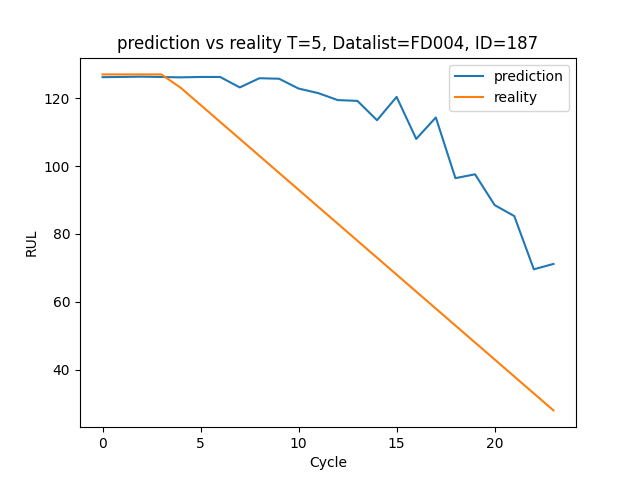 prediction vs reality T=5, Datalist=FD004, ID=187
prediction
reality
120
100
80
60
40
RUL
0
5
10
15
20
Cycle